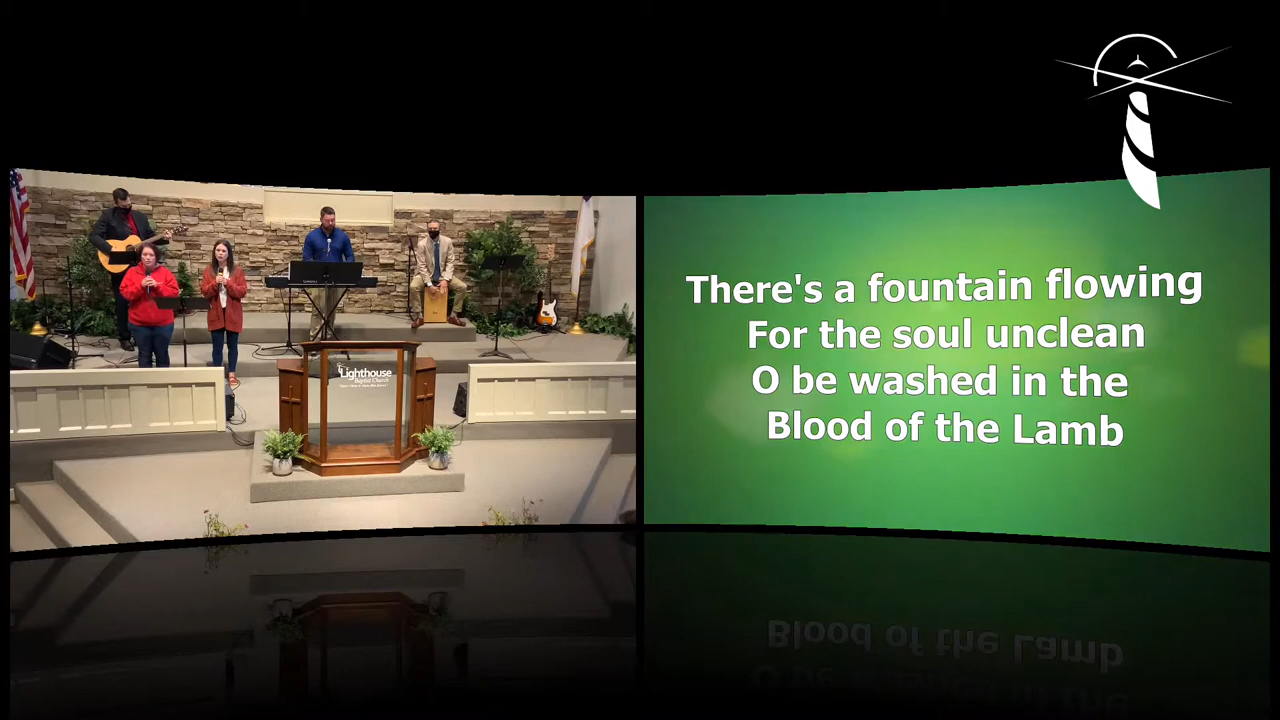 Lighthouse
Baptist Church
There's a fountain flowing
For the soul unclean
O be washed in the
Blood of the Lamb